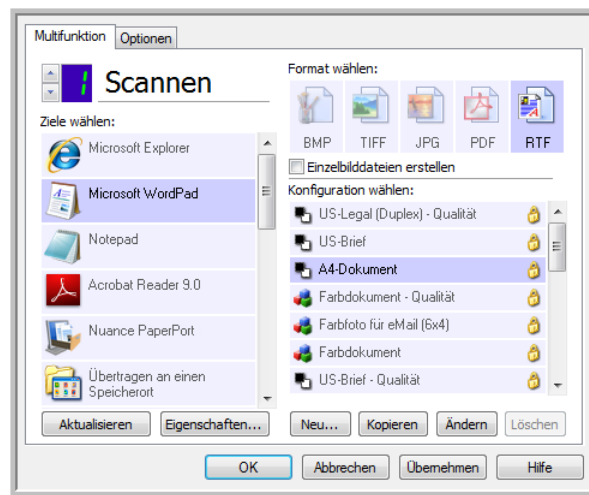 Multifunktion
Optionen
1 Scannen
Ziele wählen:
Microsoft Explorer
Microsoft WordPad
Notepad
Acrobat Reader 9.0
Nuance PaperPort
Übertragen an einen
Speicherort
Aktualisieren
Eigenschaften...
Format wählen:
BMP
TIFF
JPG
PDF
RTF
Einzelbilddateien erstellen
Konfiguration wählen:
US-Legal (Duplex) - Qualität
US-Brief
A4-Dokument
Farbdokument - Qualität
Farbfoto für eMail (6x4)
Farbdokument
US-Brief - Qualität
Neu...
Kopieren
Ändern
Löschen
OK
Abbrechen
Übernehmen
Hilfe